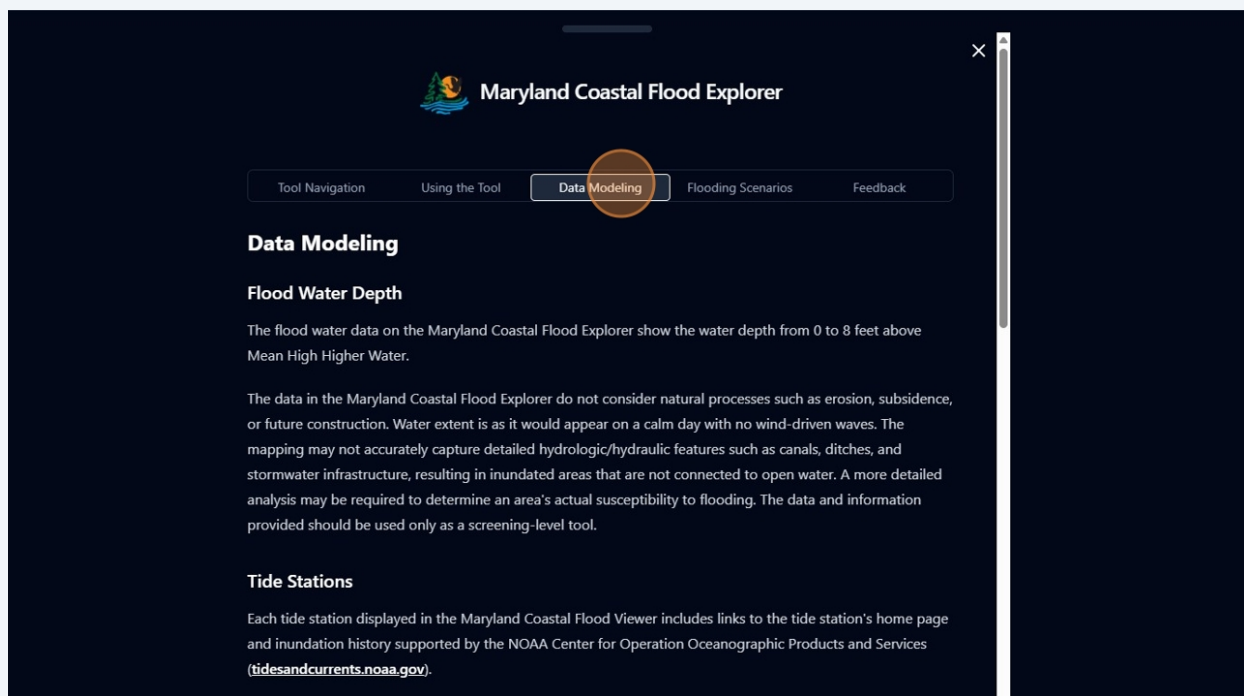 Maryland Coastal Flood Explorer
Tool Navigation Using the Tool Data Modeling Flooding Scenarios Feedback
Data Modeling
Flood Water Depth
The flood water data on the Maryland Coastal Flood Explorer show the water depth from 0 to 8 feet above
Mean High Higher Water.
The data in the Maryland Coastal Flood Explorer do not consider natural processes such as erosion, subsidence,
or future construction. Water extent is as it would appear on a calm day with no wind-driven waves. The
mapping may not accurately capture detailed hydrologic/hydraulic features such as canals, ditches, and
stormwater infrastructure, resulting in inundated areas that are not connected to open water. A more detailed
analysis may be required to determine an area's actual susceptibility to flooding. The data and information
provided should be used only as a screening-level tool.
Tide Stations
Each tide station displayed in the Maryland Coastal Flood Viewer includes links to the tide station's home page
and inundation history supported by the NOAA Center for Operation Oceanographic Products and Services
(tidesandcurrents.noaa.gov).